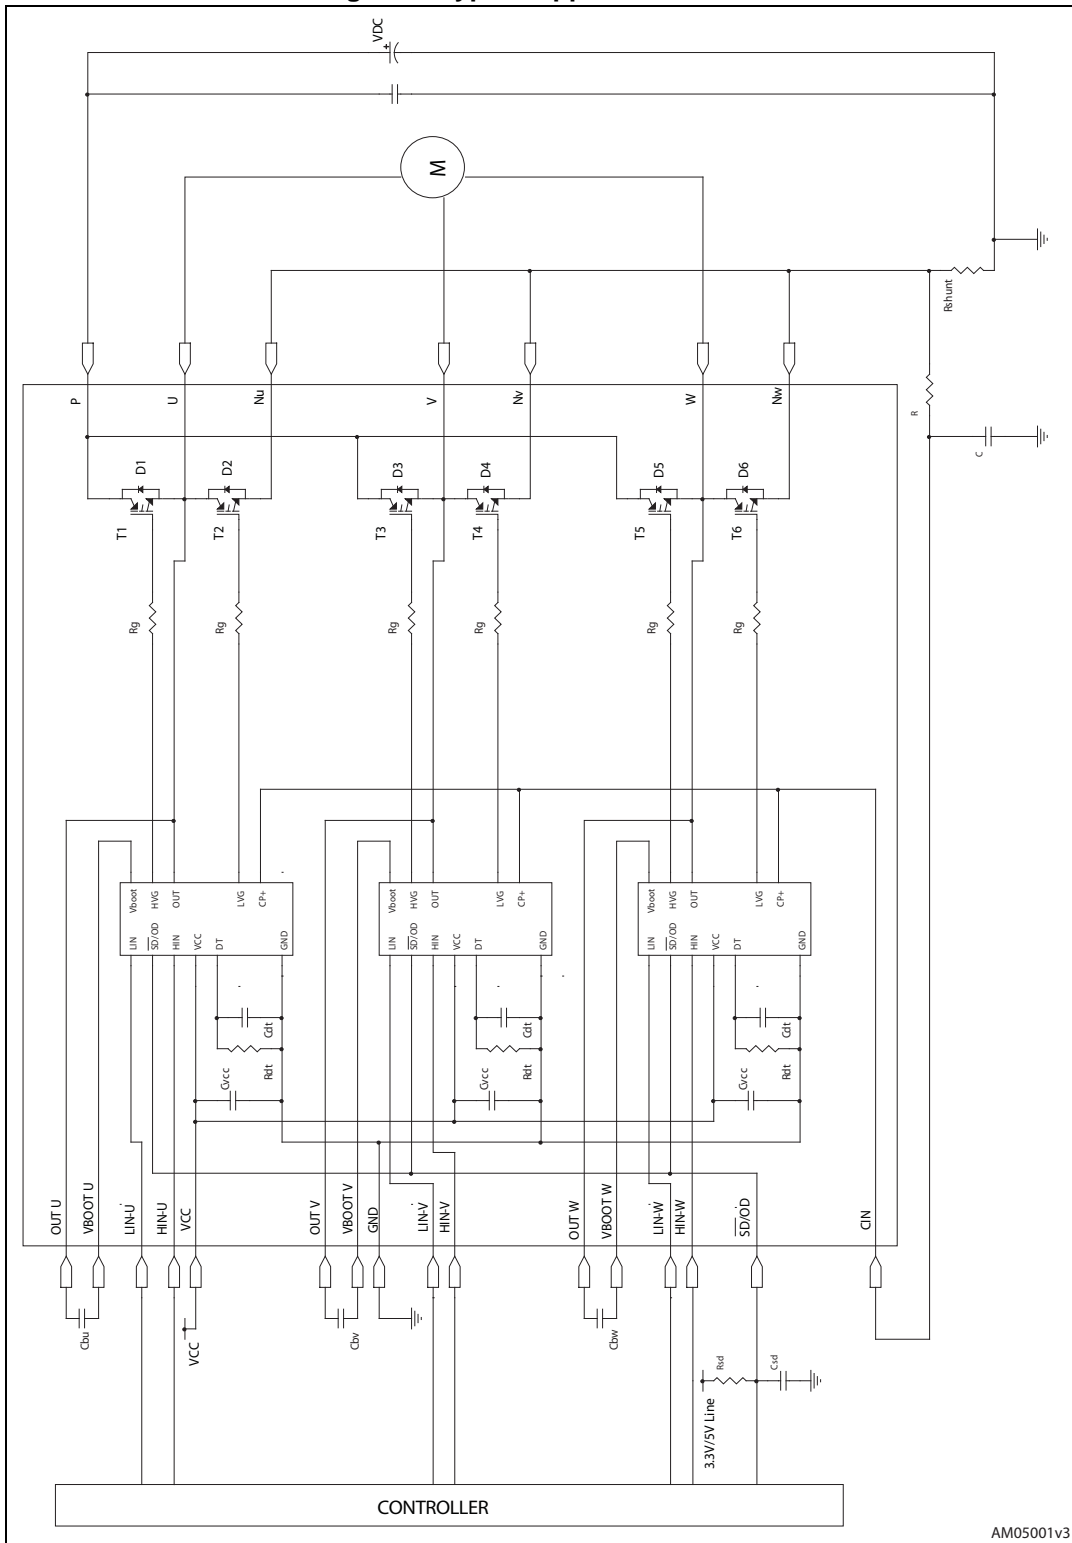 VDC
+
M
Rshunt
P
U
Nu
V
Nv
W
Nw
R
C
D1
D2
D3
D4
D5
D6
T1
T2
T3
T4
T5
T6
Rg
Rg
Rg
Rg
Rg
Rg
Vboot
HVG
OUT
LVG
CP+
LIN
SD/OD
HIN
VCC
DT
GND
Vboot
HVG
OUT
LVG
CP+
LIN
SD/OD
HIN
VCC
DT
GND
Vboot
HVG
OUT
LVG
CP+
LIN
SD/OD
HIN
VCC
DT
GND
Cdt
Rdt
Cvcc
Cdt
Rdt
Cvcc
Cdt
Rdt
Cvcc
OUT U
VBOOT U
LIN-U
HIN-U
VCC
OUT V
VBOOT V
GND
LIN-V
HIN-V
OUT W
VBOOT W
LIN-W
HIN-W
SD/OD
CIN
Cbu
VCC
Cbv
Cbw
3.3V/5V Line
Rsd
Csd
CONTROLLER
AM05001v3